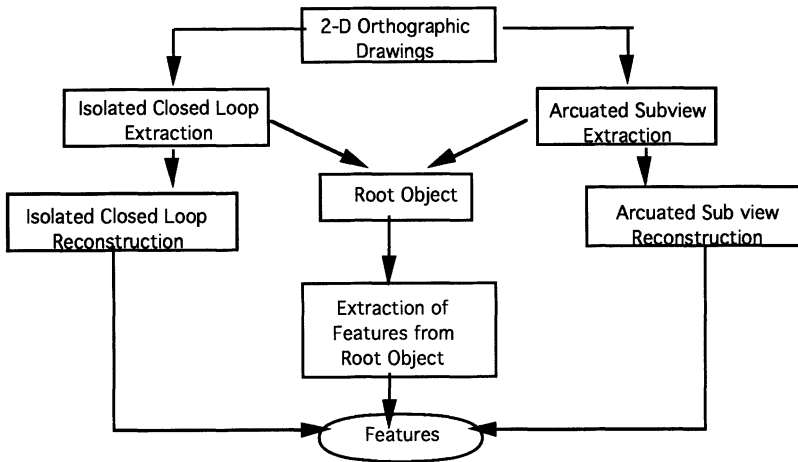 2-D Orthographic
Drawings
Isolated Closed Loop
Extraction
Arcuated Subview
Extraction
Root Object
Isolated Closed Loop
Reconstruction
Arcuated Sub view
Reconstruction
Extraction of
Features from
Root Object
Features